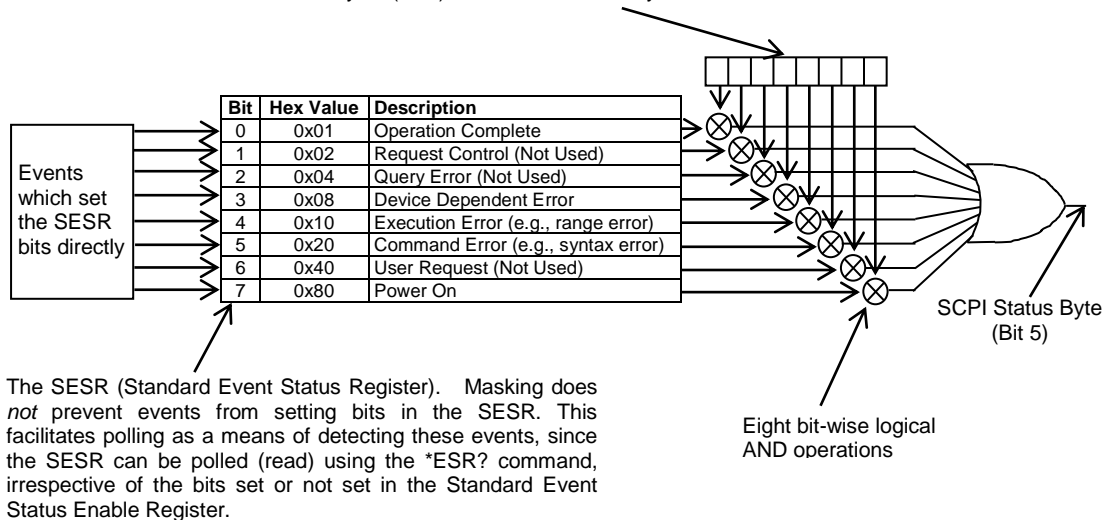 Bit Hex Value Description
0 0x01 Operation Complete
1 0x02 Request Control (Not Used)
2 0x04 Query Error (Not Used)
3 0x08 Device Dependent Error
4 0x10 Execution Error (e.g., range error)
5 0x20 Command Error (e.g., syntax error)
6 0x40 User Request (Not Used)
7 0x80 Power On
Events
which set
the SESR
bits directly
SCPI Status Byte
(Bit 5)
The SESR (Standard Event Status Register). Masking does
not prevent events from setting bits in the SESR. This
facilitates polling as a means of detecting these events, since
the SESR can be polled (read) using the *ESR? command,
irrespective of the bits set or not set in the Standard Event
Status Enable Register.
Eight bit-wise logical
AND operations